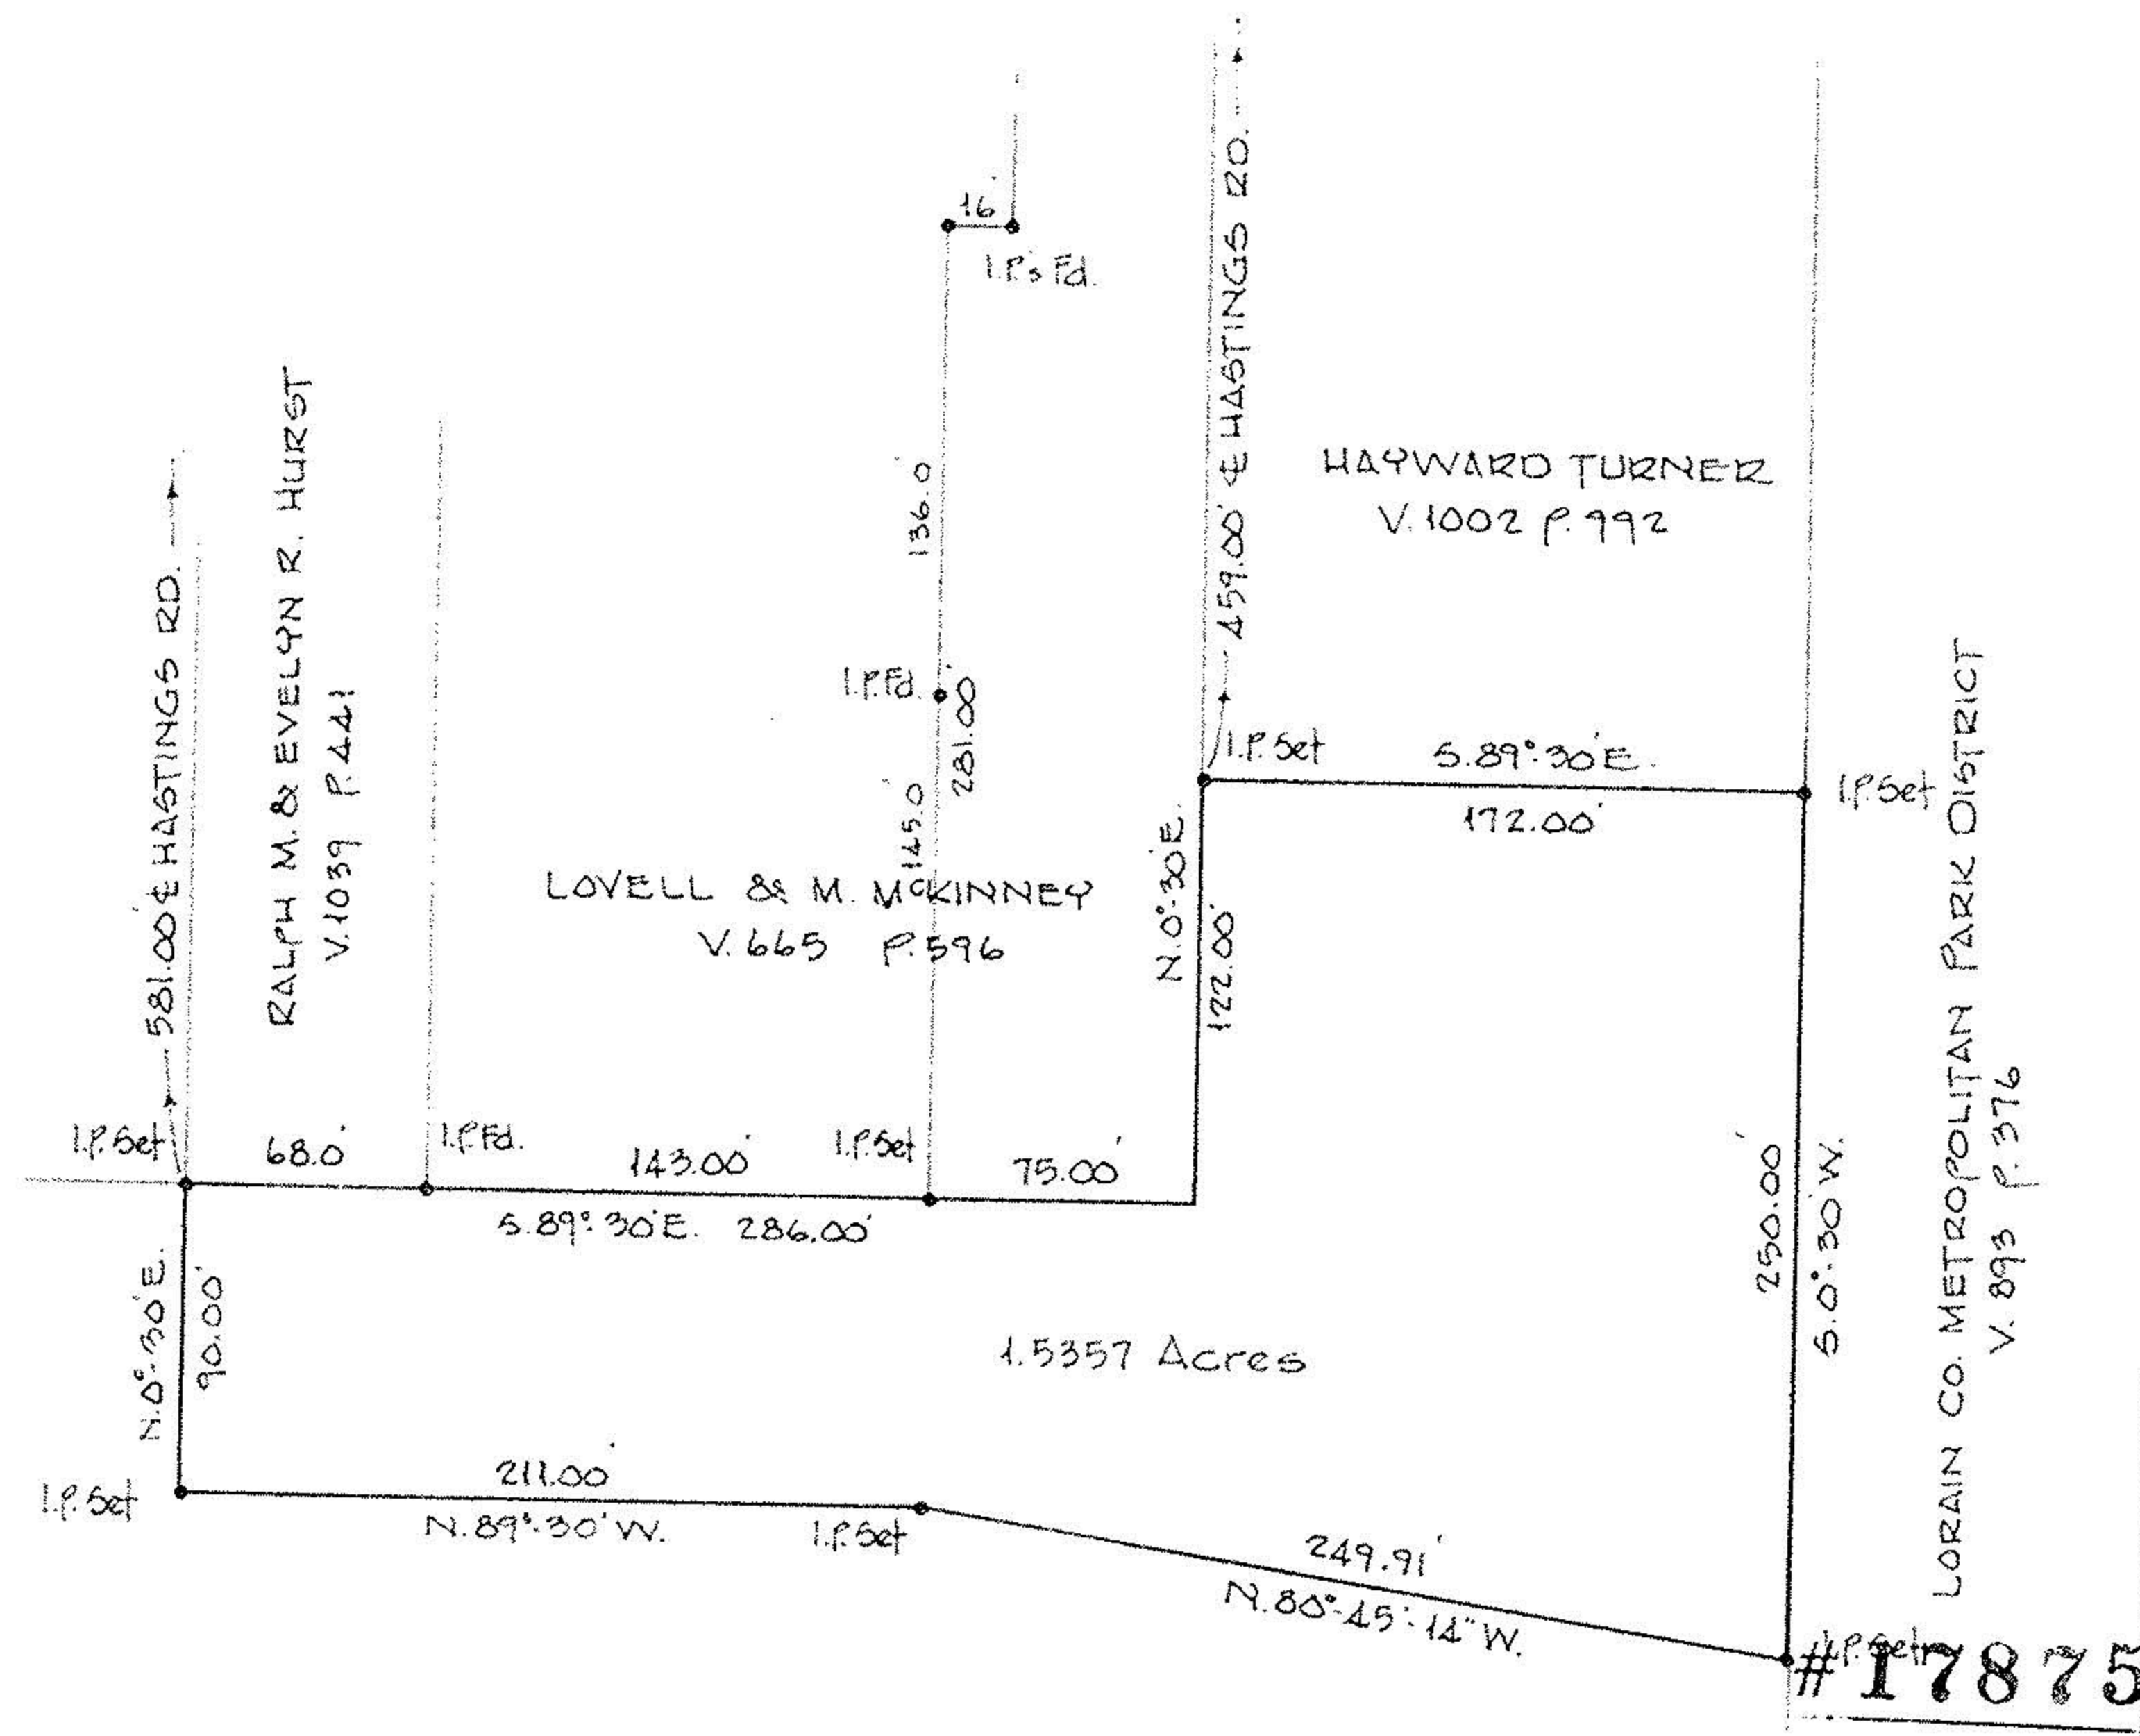 16'
I.P.s Fd.
459.00' ℄ HASTINGS RD.
HAYWARD TURNER
V. 1002 P. 992
581.00' ℄ HASTINGS RD.
RALPH M. & EVELYN R. HURST
V. 1039 P. 441
136.0'
I.P. Fd.
281.00'
145.0'
LOVELL & M. McKINNEY
V. 665 P. 596
I.P. Set
S. 89°-30' E.
172.00'
I.P. Set
N. 0°-30' E.
122.00'
LORAIN CO. METROPOLITAN PARK DISTRICT
V. 893 P. 376
I.P. Set
68.0'
I.P. Fd.
143.00'
I.P. Set
75.00'
S. 89°-30' E. 286.00'
250.00'
S. 0°-30' W.
N. 0°-30' E.
90.00'
1.5357 Acres
I.P. Set
211.00'
N. 89°-30' W.
I.P. Set
249.91'
N. 80°-45'-14" W.
I.P. Set
#17875